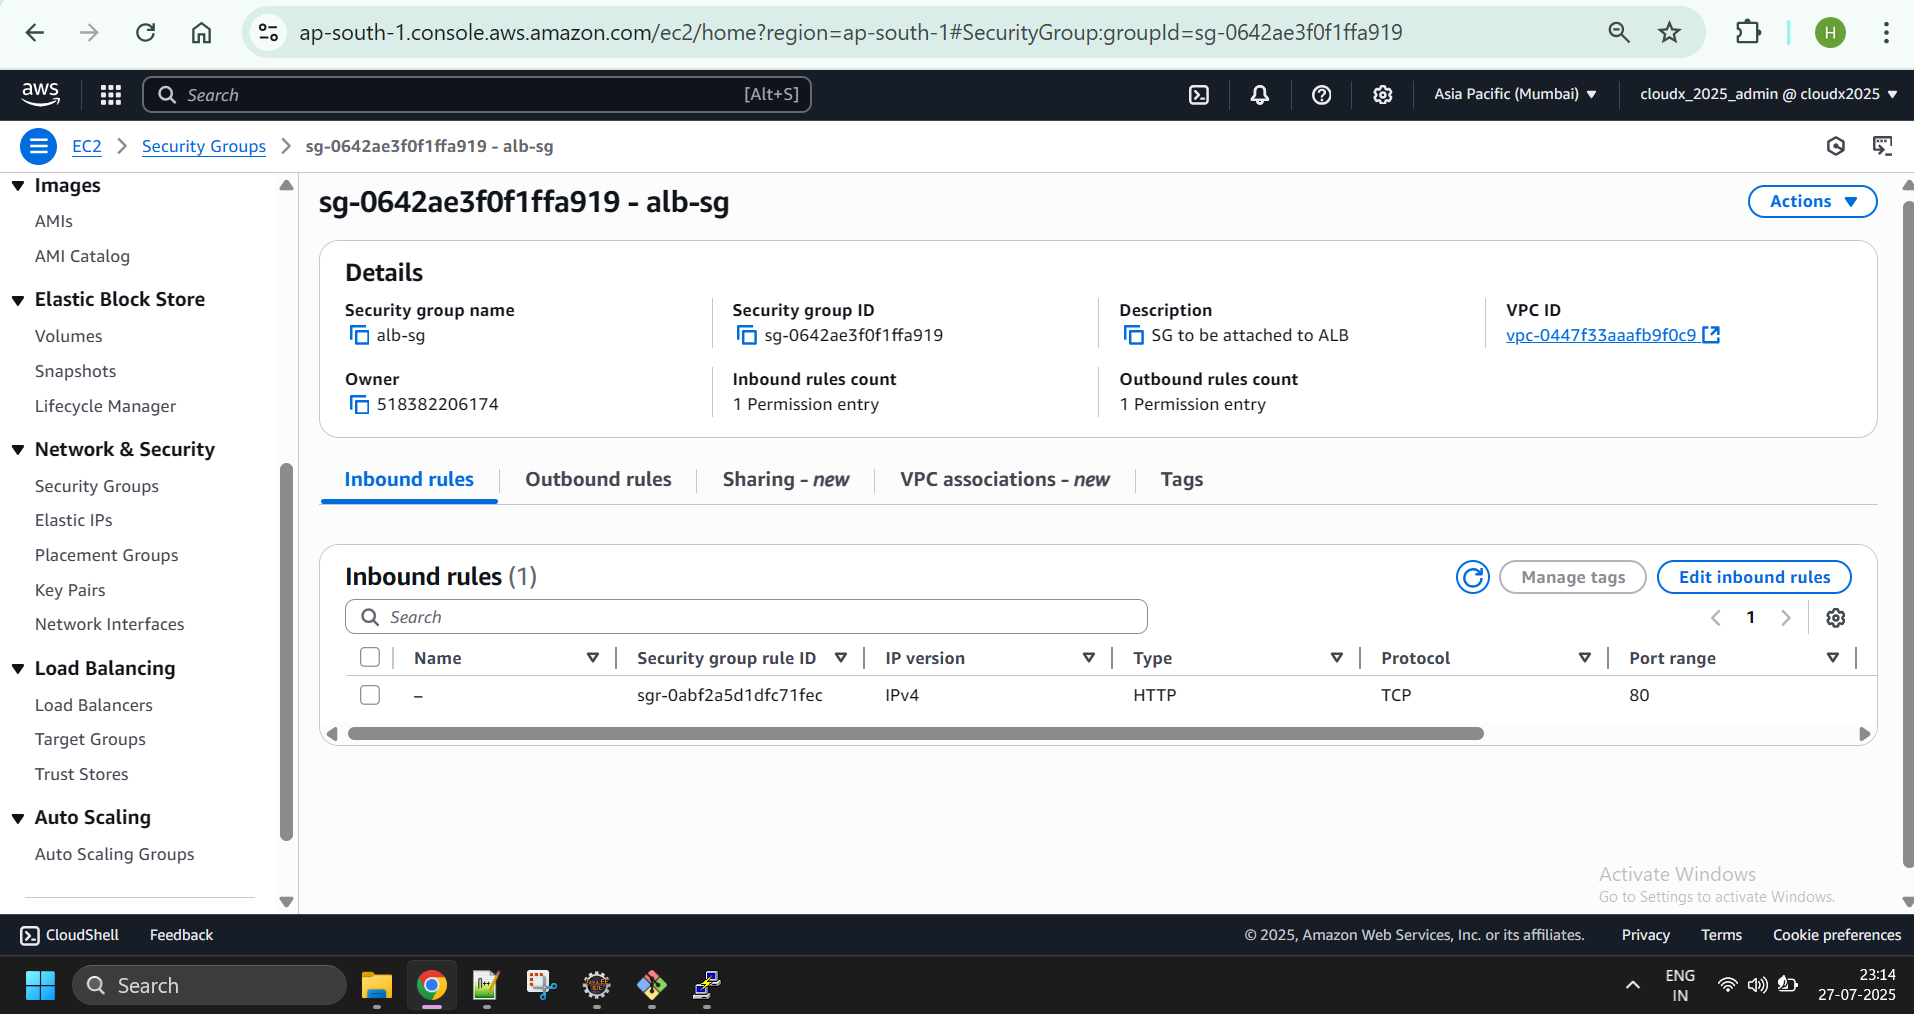 ap-south-1.console.aws.amazon.com/ec2/home?region=ap-south-1#SecurityGroup:groupId=sg-0642ae3f0f1ffa919
H
aws
Search [Alt+S]
Asia Pacific (Mumbai)
cloudx_2025_admin @ cloudx2025
EC2
Security Groups
sg-0642ae3f0f1ffa919 - alb-sg
Images
AMIs
AMI Catalog
Elastic Block Store
Volumes
Snapshots
Lifecycle Manager
Network & Security
Security Groups
Elastic IPs
Placement Groups
Key Pairs
Network Interfaces
Load Balancing
Load Balancers
Target Groups
Trust Stores
Auto Scaling
Auto Scaling Groups
sg-0642ae3f0f1ffa919 - alb-sg
Actions
Details
Security group name
alb-sg
Security group ID
sg-0642ae3f0f1ffa919
Description
SG to be attached to ALB
VPC ID
vpc-0447f33aaafb9f0c9
Owner
518382206174
Inbound rules count
1 Permission entry
Outbound rules count
1 Permission entry
Inbound rules
Outbound rules
Sharing - new
VPC associations - new
Tags
Inbound rules (1)
Manage tags
Edit inbound rules
Search
1
Name Security group rule ID IP version Type Protocol Port range
– sgr-0abf2a5d1dfc71fec IPv4 HTTP TCP 80
Activate Windows
Go to Settings to activate Windows.
CloudShell Feedback
© 2025, Amazon Web Services, Inc. or its affiliates. Privacy Terms Cookie preferences
Search
ENG
IN
23:14
27-07-2025